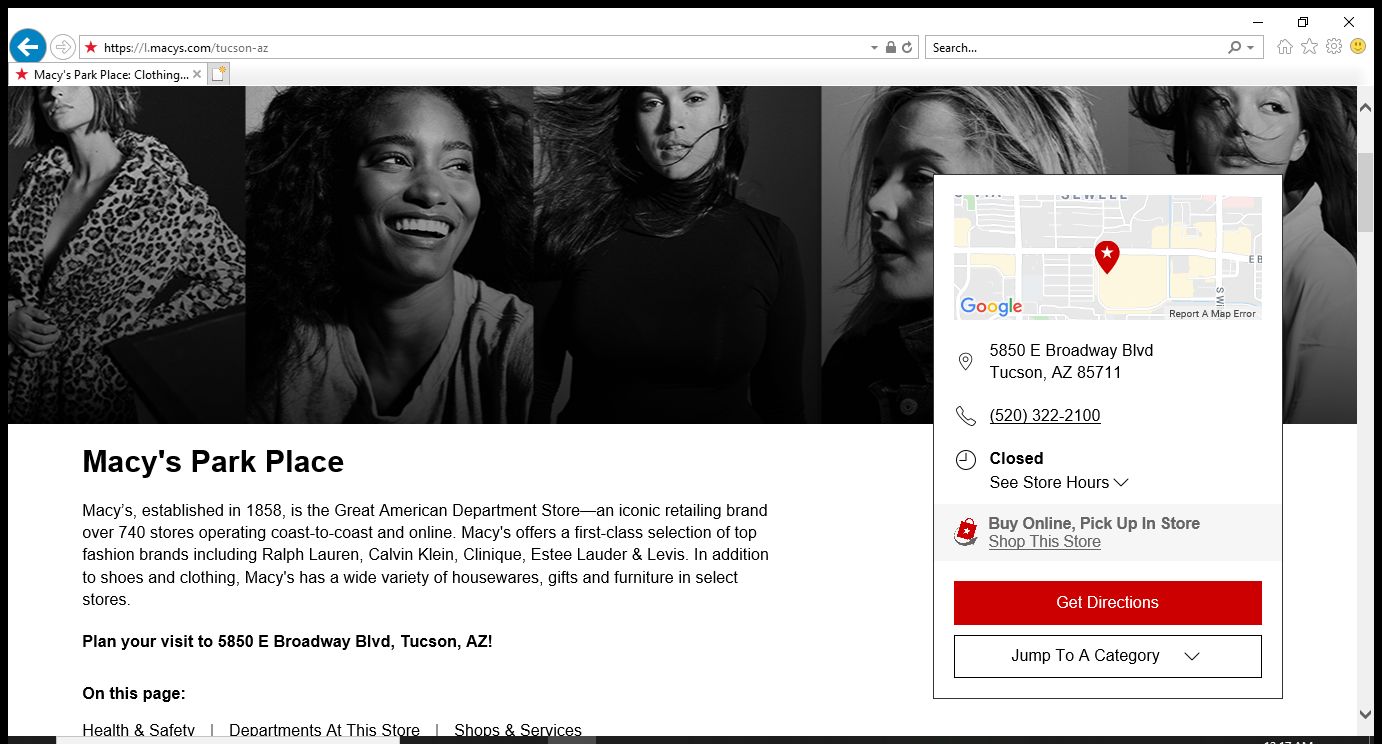 https://l.macys.com/tucson-az
Search...
Macy's Park Place: Clothing...
SEWELL
E B
S Wi
Google
Report A Map Error
5850 E Broadway Blvd
Tucson, AZ 85711
(520) 322-2100
Closed
See Store Hours
Buy Online, Pick Up In Store
Shop This Store
Get Directions
Jump To A Category
Macy's Park Place
Macy’s, established in 1858, is the Great American Department Store—an iconic retailing brand
over 740 stores operating coast-to-coast and online. Macy's offers a first-class selection of top
fashion brands including Ralph Lauren, Calvin Klein, Clinique, Estee Lauder & Levis. In addition
to shoes and clothing, Macy's has a wide variety of housewares, gifts and furniture in select
stores.
Plan your visit to 5850 E Broadway Blvd, Tucson, AZ!
On this page:
Health & Safety | Departments At This Store | Shops & Services